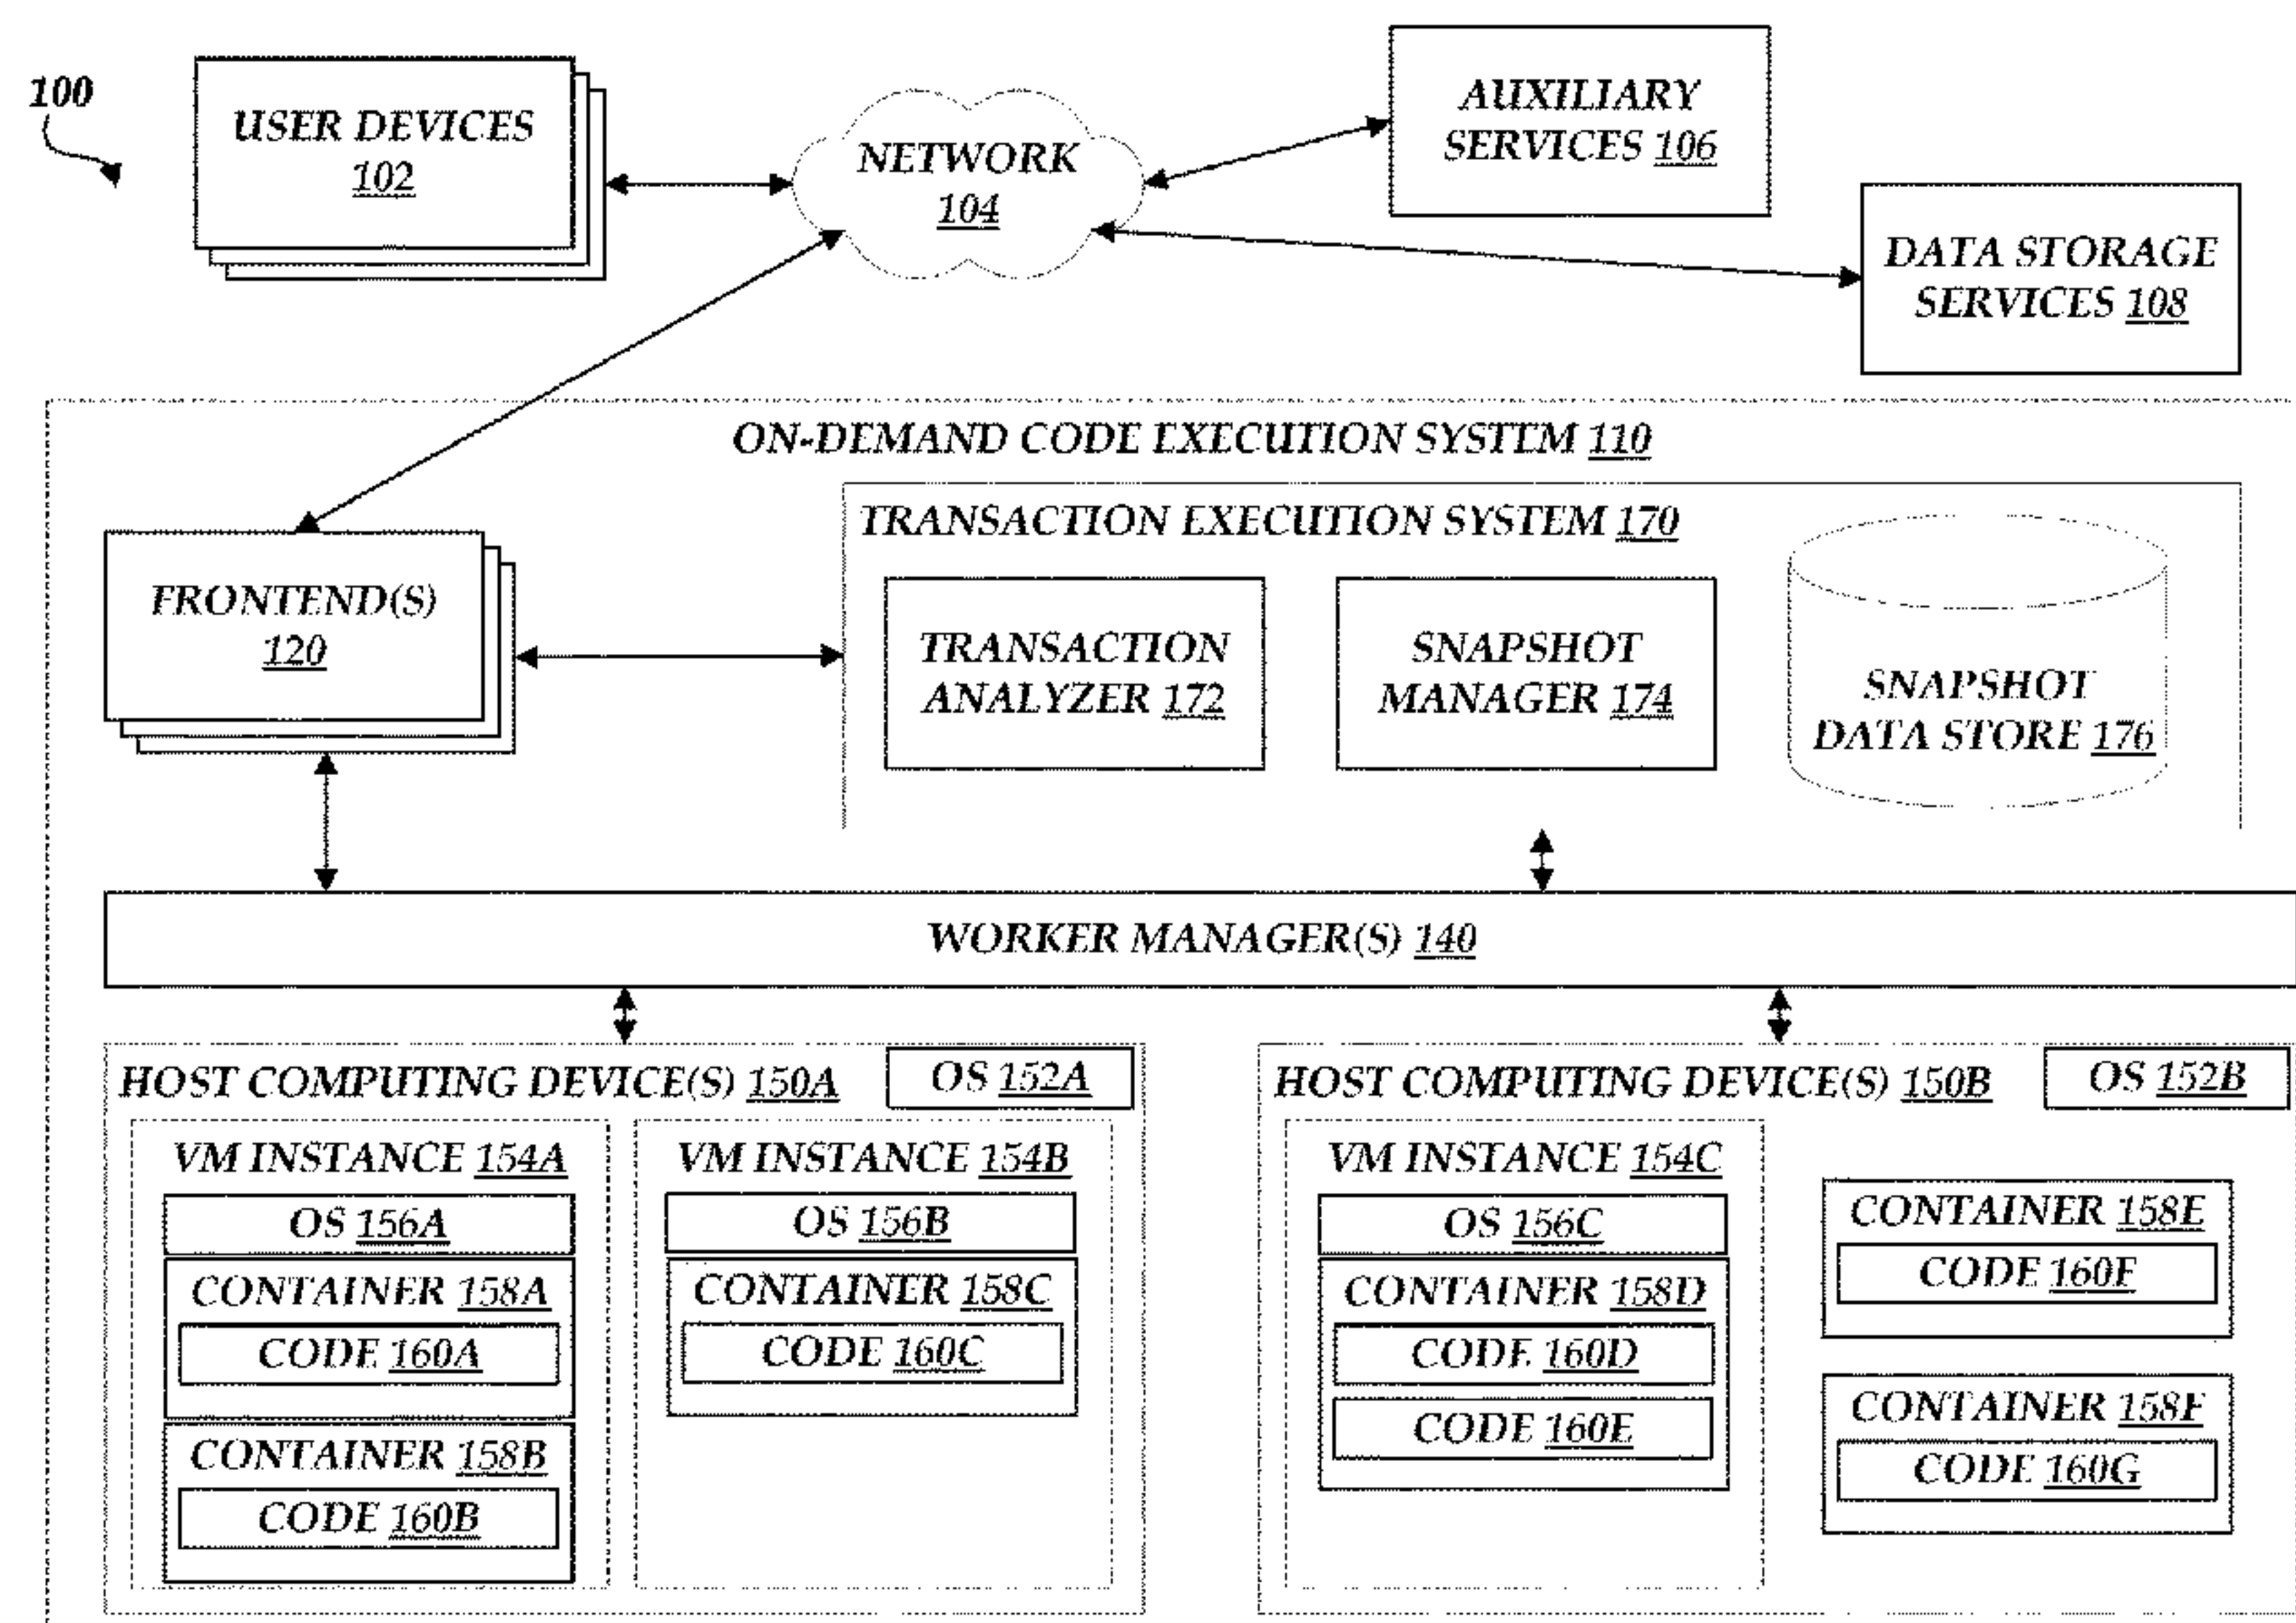 100
USER DEVICES
102
NETWORK
104
AUXILIARY
SERVICES 106
DATA STORAGE
SERVICES 108
ON-DEMAND CODE EXECUTION SYSTEM 110
FRONTEND(S)
120
TRANSACTION EXECUTION SYSTEM 170
TRANSACTION
ANALYZER 172
SNAPSHOT
MANAGER 174
SNAPSHOT
DATA STORE 176
WORKER MANAGER(S) 140
HOST COMPUTING DEVICE(S) 150A
OS 152A
VM INSTANCE 154A
OS 156A
CONTAINER 158A
CODE 160A
CONTAINER 158B
CODE 160B
VM INSTANCE 154B
OS 156B
CONTAINER 158C
CODE 160C
HOST COMPUTING DEVICE(S) 150B
OS 152B
VM INSTANCE 154C
OS 156C
CONTAINER 158D
CODE 160D
CODE 160E
CONTAINER 158E
CODE 160F
CONTAINER 158F
CODE 160G